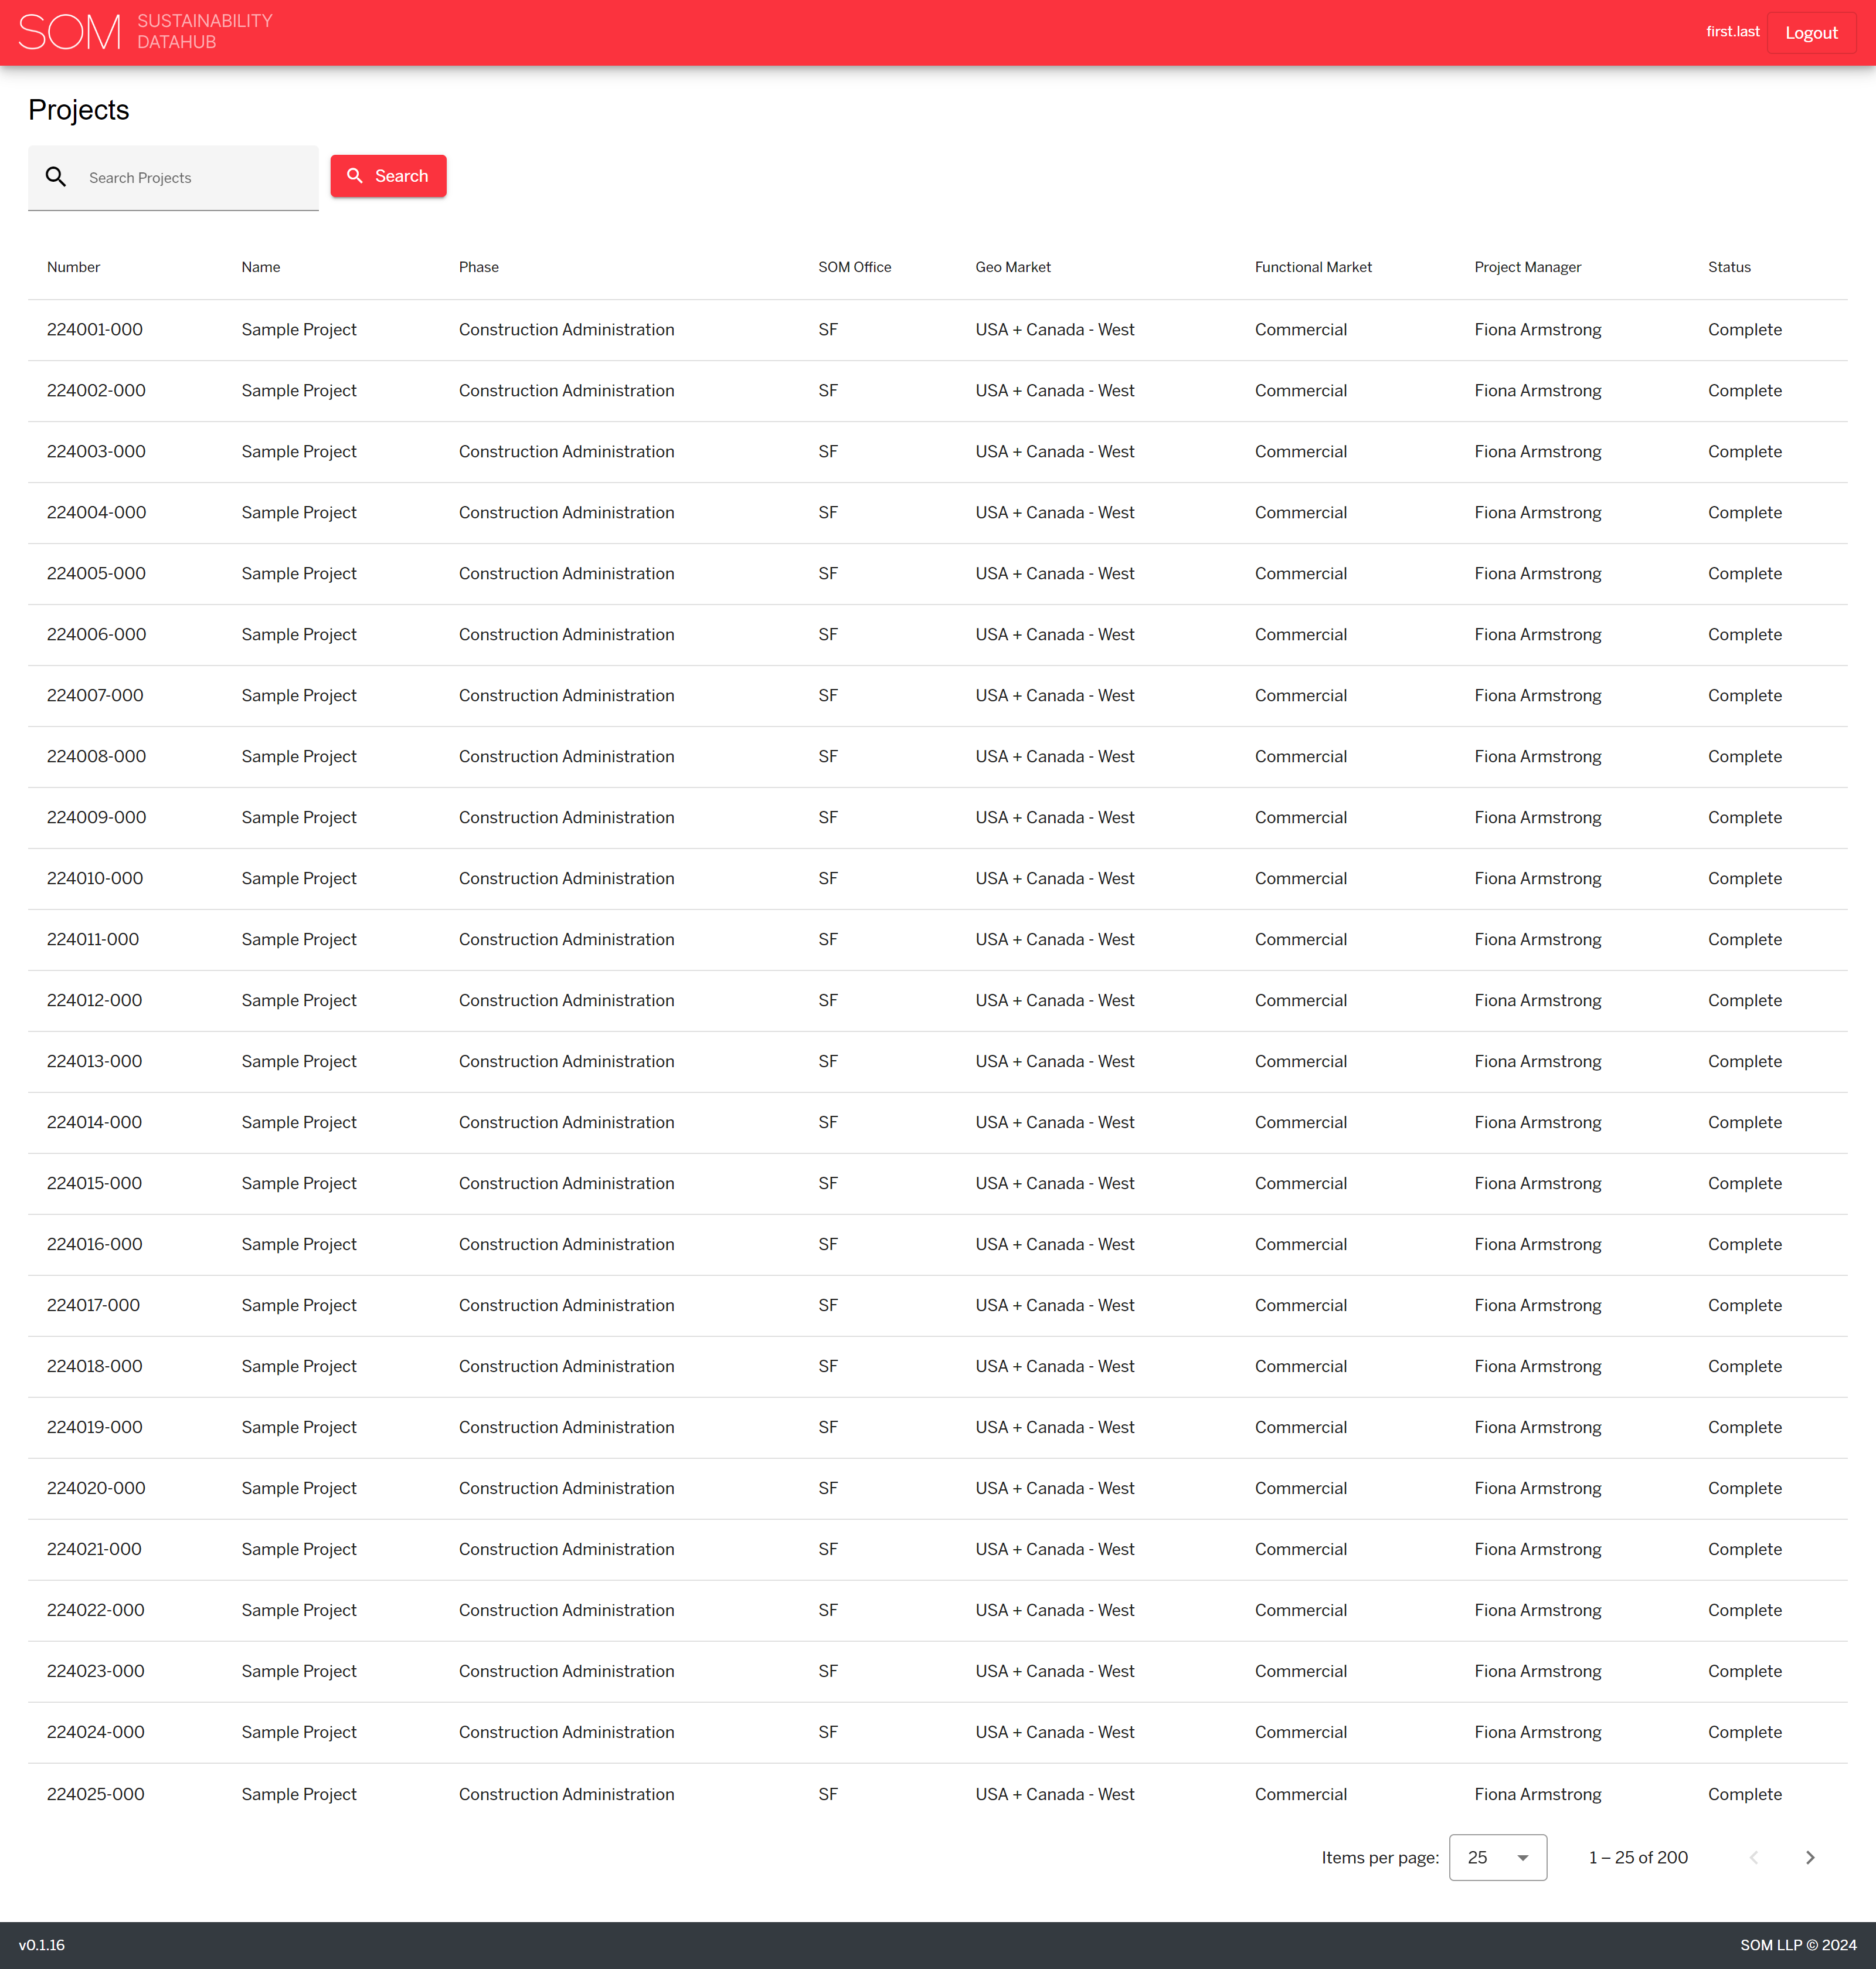 SOM SUSTAINABILITY
DATAHUB
first.last Logout
Projects
Search Projects Search
Number Name Phase SOM Office Geo Market Functional Market Project Manager Status
224001-000 Sample Project Construction Administration SF USA + Canada - West Commercial Fiona Armstrong Complete
224002-000 Sample Project Construction Administration SF USA + Canada - West Commercial Fiona Armstrong Complete
224003-000 Sample Project Construction Administration SF USA + Canada - West Commercial Fiona Armstrong Complete
224004-000 Sample Project Construction Administration SF USA + Canada - West Commercial Fiona Armstrong Complete
224005-000 Sample Project Construction Administration SF USA + Canada - West Commercial Fiona Armstrong Complete
224006-000 Sample Project Construction Administration SF USA + Canada - West Commercial Fiona Armstrong Complete
224007-000 Sample Project Construction Administration SF USA + Canada - West Commercial Fiona Armstrong Complete
224008-000 Sample Project Construction Administration SF USA + Canada - West Commercial Fiona Armstrong Complete
224009-000 Sample Project Construction Administration SF USA + Canada - West Commercial Fiona Armstrong Complete
224010-000 Sample Project Construction Administration SF USA + Canada - West Commercial Fiona Armstrong Complete
224011-000 Sample Project Construction Administration SF USA + Canada - West Commercial Fiona Armstrong Complete
224012-000 Sample Project Construction Administration SF USA + Canada - West Commercial Fiona Armstrong Complete
224013-000 Sample Project Construction Administration SF USA + Canada - West Commercial Fiona Armstrong Complete
224014-000 Sample Project Construction Administration SF USA + Canada - West Commercial Fiona Armstrong Complete
224015-000 Sample Project Construction Administration SF USA + Canada - West Commercial Fiona Armstrong Complete
224016-000 Sample Project Construction Administration SF USA + Canada - West Commercial Fiona Armstrong Complete
224017-000 Sample Project Construction Administration SF USA + Canada - West Commercial Fiona Armstrong Complete
224018-000 Sample Project Construction Administration SF USA + Canada - West Commercial Fiona Armstrong Complete
224019-000 Sample Project Construction Administration SF USA + Canada - West Commercial Fiona Armstrong Complete
224020-000 Sample Project Construction Administration SF USA + Canada - West Commercial Fiona Armstrong Complete
224021-000 Sample Project Construction Administration SF USA + Canada - West Commercial Fiona Armstrong Complete
224022-000 Sample Project Construction Administration SF USA + Canada - West Commercial Fiona Armstrong Complete
224023-000 Sample Project Construction Administration SF USA + Canada - West Commercial Fiona Armstrong Complete
224024-000 Sample Project Construction Administration SF USA + Canada - West Commercial Fiona Armstrong Complete
224025-000 Sample Project Construction Administration SF USA + Canada - West Commercial Fiona Armstrong Complete
Items per page: 25 1 – 25 of 200
v0.1.16 SOM LLP © 2024